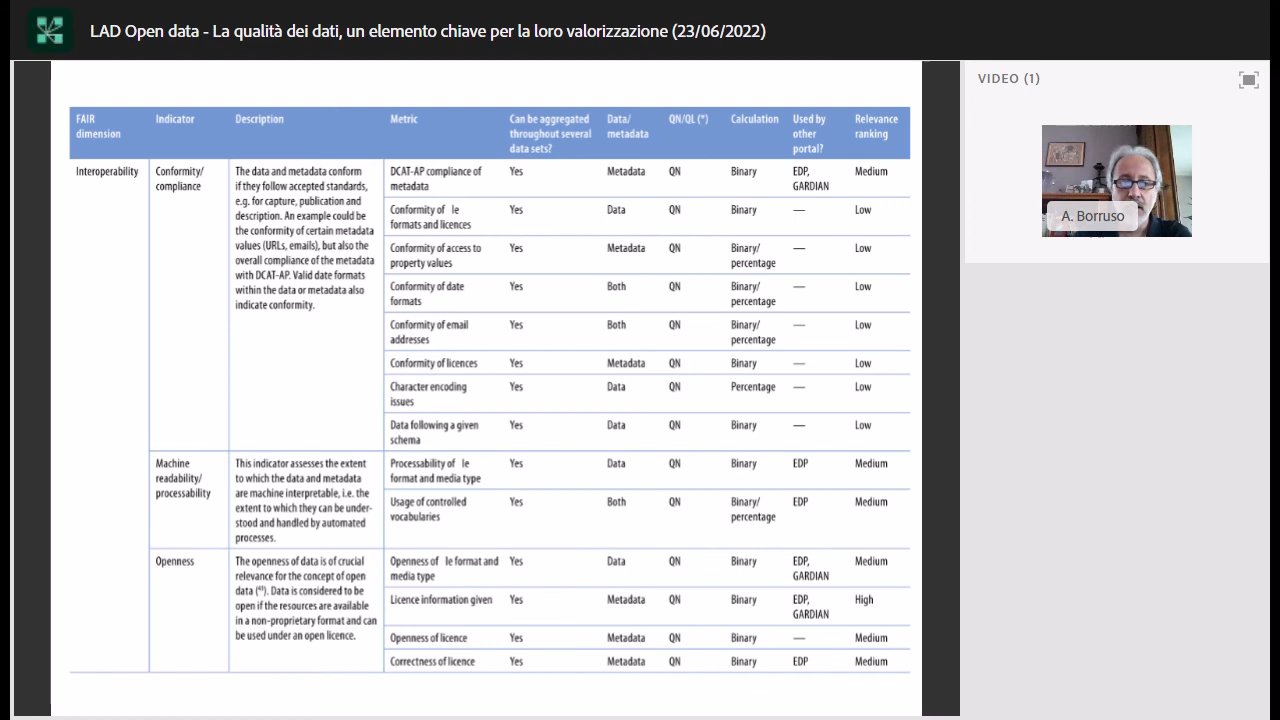 LAD Open data - La qualità dei dati, un elemento chiave per la loro valorizzazione (23/06/2022)
VIDEO (1)
A. Borruso
FAIR dimension Indicator Description Metric Can be aggregated throughout several data sets? Data/ metadata QN/QL (*) Calculation Used by other portal? Relevance ranking
Interoperability
Conformity/
compliance
The data and metadata conform
if they follow accepted standards,
e.g. for capture, publication and
description. An example could be
the conformity of certain metadata
values (URLs, emails), but also the
overall compliance of the metadata
with DCAT-AP. Valid date formats
within the data or metadata also
indicate conformity.
DCAT-AP compliance of metadata Yes Metadata QN Binary EDP, GARDIAN Medium
Conformity of le formats and licences Yes Data QN Binary — Low
Conformity of access to property values Yes Metadata QN Binary/ percentage — Low
Conformity of date formats Yes Both QN Binary/ percentage — Low
Conformity of email addresses Yes Both QN Binary/ percentage — Low
Conformity of licences Yes Metadata QN Binary — Low
Character encoding issues Yes Data QN Percentage — Low
Data following a given schema Yes Data QN Binary — Low
Machine
readability/
processability
This indicator assesses the extent
to which the data and metadata
are machine interpretable, i.e. the
extent to which they can be under-
stood and handled by automated
processes.
Processability of le format and media type Yes Data QN Binary EDP Medium
Usage of controlled vocabularies Yes Both QN Binary/ percentage EDP Medium
Openness
The openness of data is of crucial
relevance for the concept of open
data (⁴¹). Data is considered to be
open if the resources are available
in a non-proprietary format and can
be used under an open licence.
Openness of le format and media type Yes Data QN Binary EDP, GARDIAN Medium
Licence information given Yes Metadata QN Binary EDP, GARDIAN High
Openness of licence Yes Metadata QN Binary — Medium
Correctness of licence Yes Metadata QN Binary EDP Medium